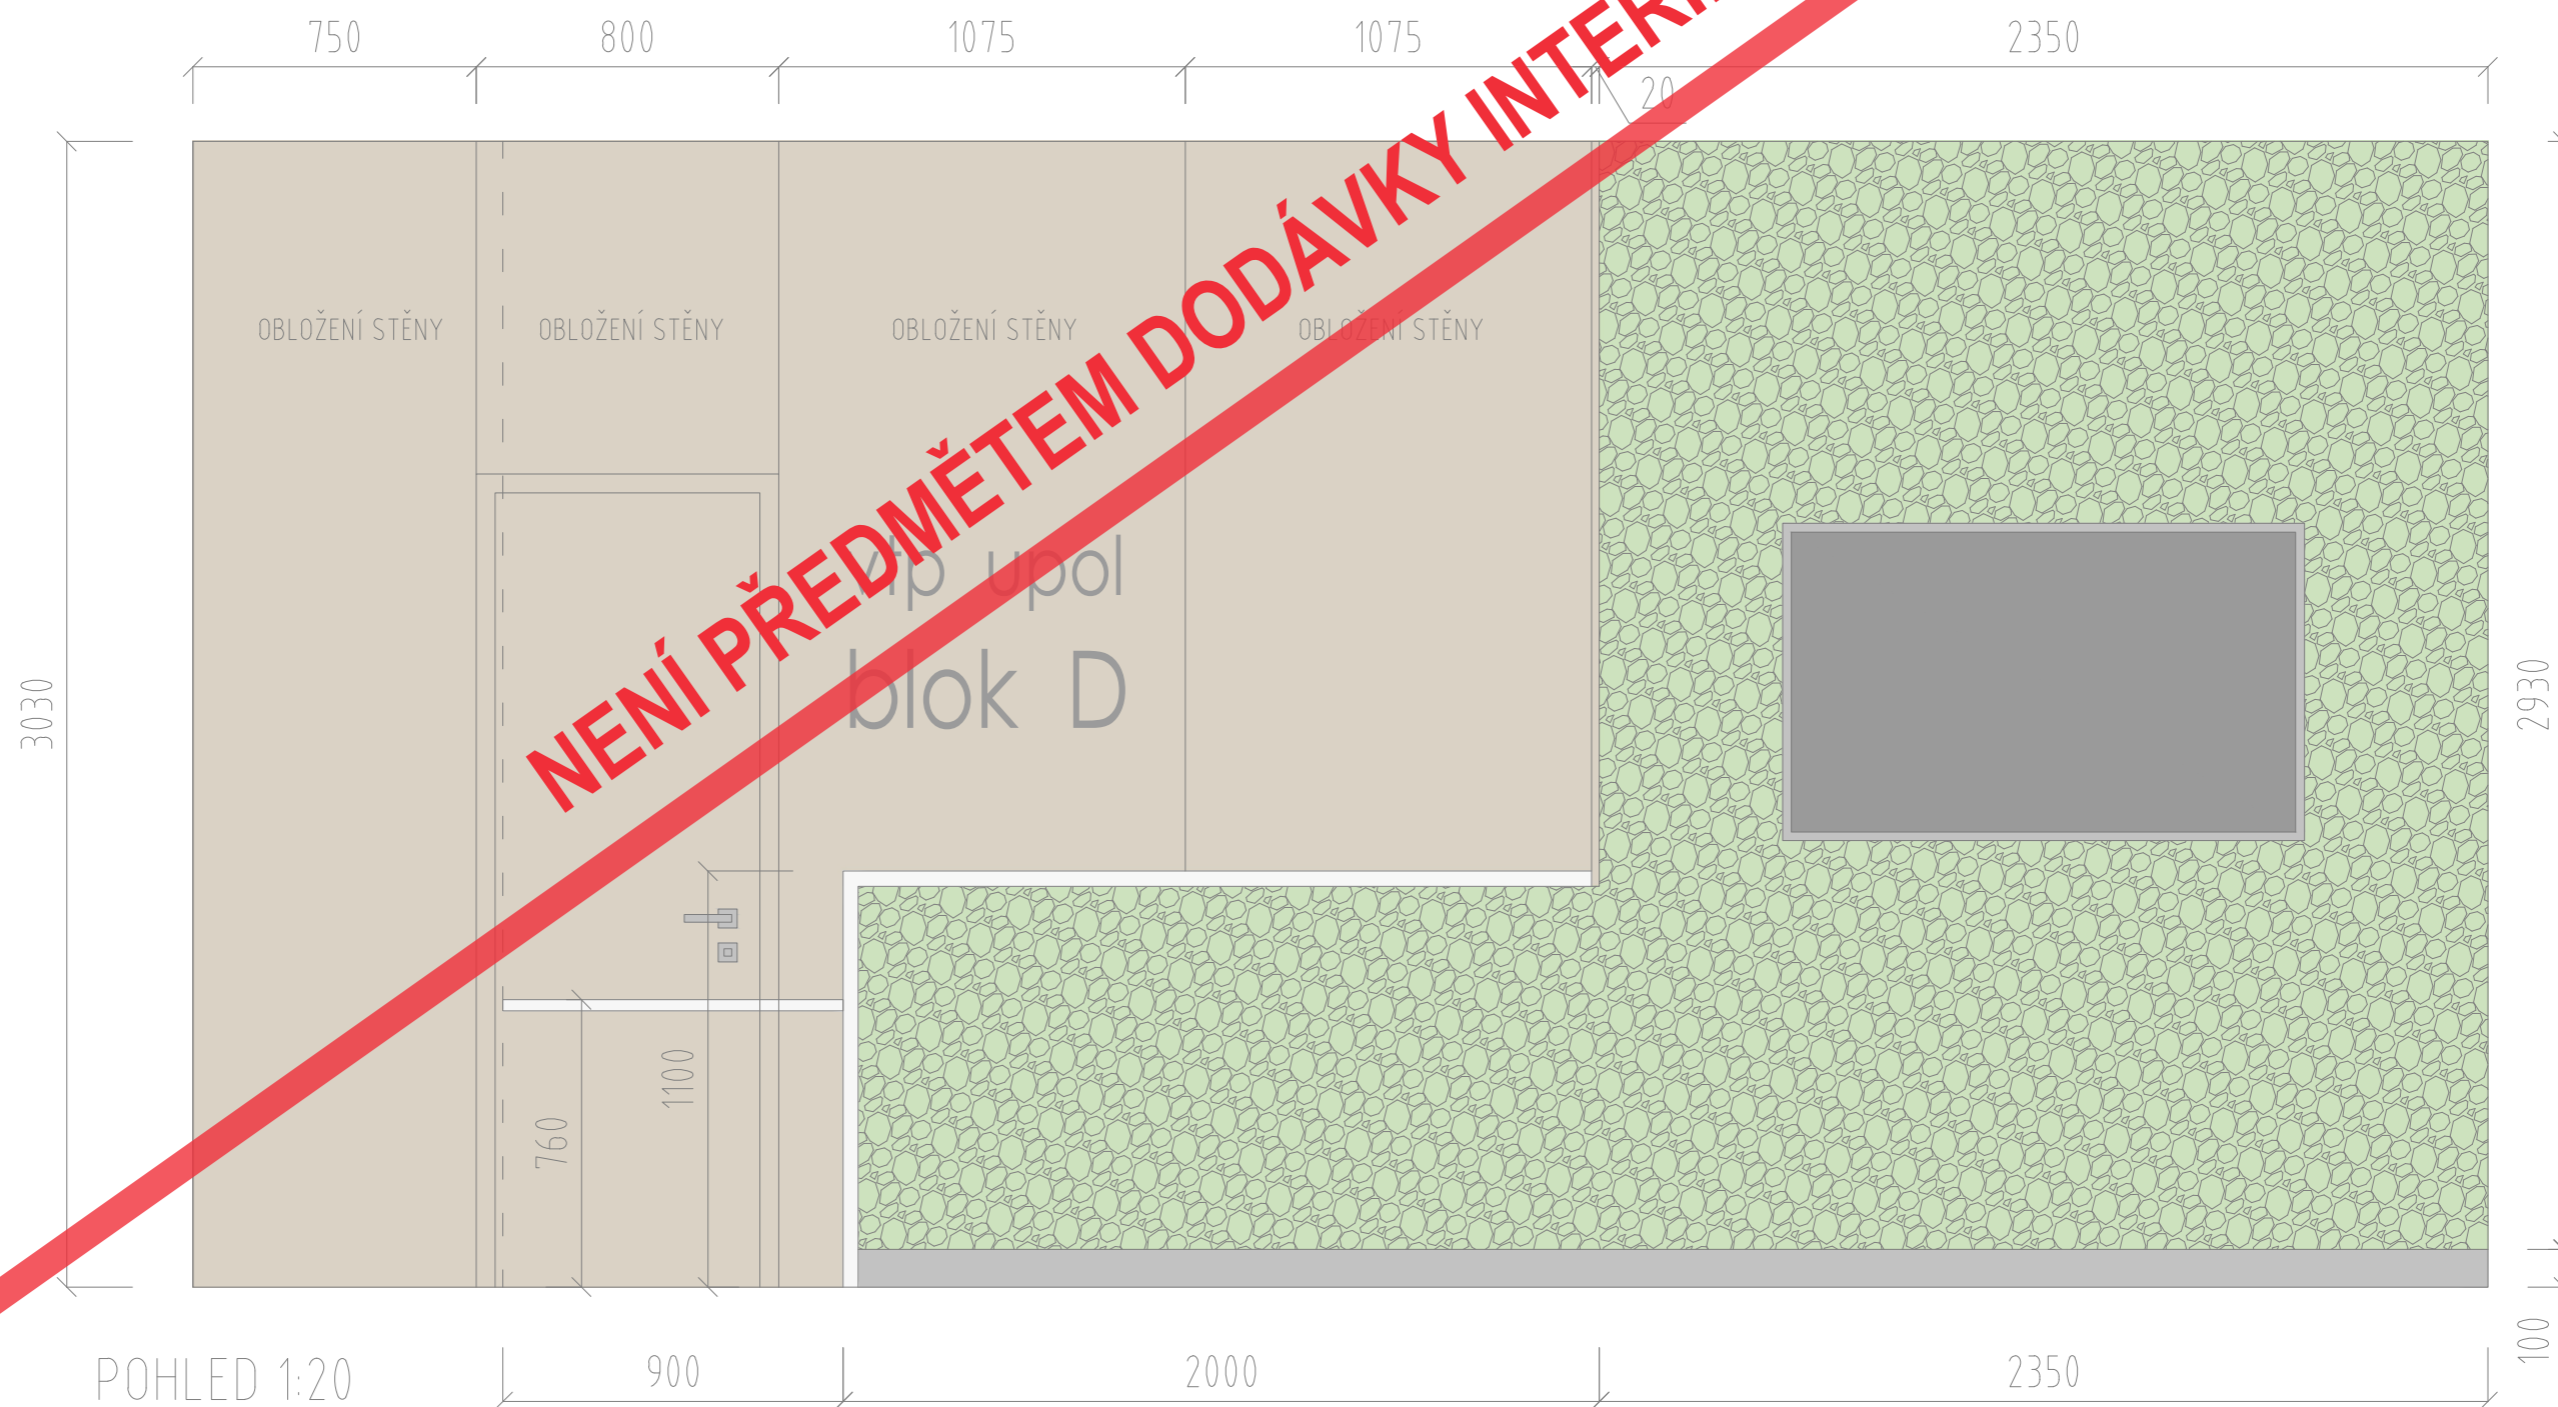 750 800 1075 1075 2350
20
OBLOŽENÍ STĚNY OBLOŽENÍ STĚNY OBLOŽENÍ STĚNY OBLOŽENÍ STĚNY
NENÍ PŘEDMĚTEM DODÁVKY
vtp upol
blok D
3030
2930
1100
760
100
POHLED 1:20
900 2000 2350